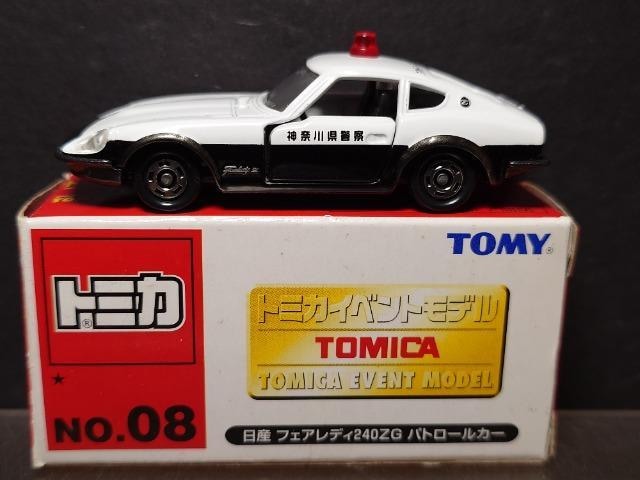 神奈川県警察
Fairlady Z
TOMY®
トミカ®
トミカイベントモデル
TOMICA
TOMICA EVENT MODEL
NO.08
日産 フェアレディ240ZG パトロールカー